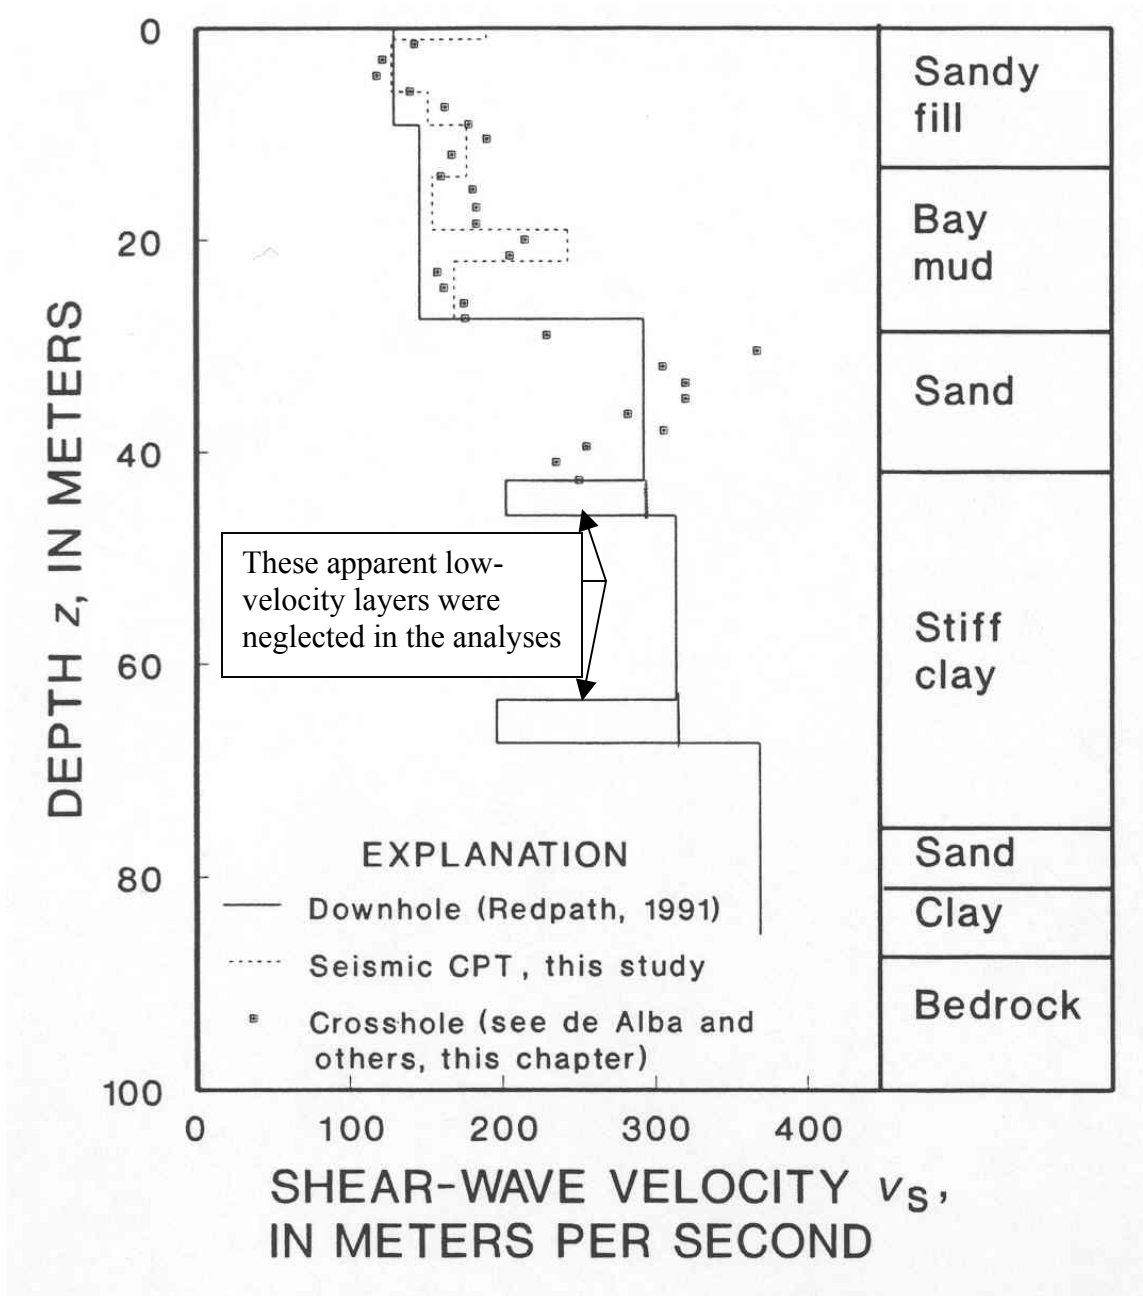 0
20
40
60
80
100
DEPTH z, IN METERS
Sandy
fill
Bay
mud
Sand
Stiff
clay
Sand
Clay
Bedrock
These apparent low-
velocity layers were
neglected in the analyses
EXPLANATION
Downhole (Redpath, 1991)
Seismic CPT, this study
Crosshole (see de Alba and
others, this chapter)
0 100 200 300 400
SHEAR-WAVE VELOCITY vS,
IN METERS PER SECOND